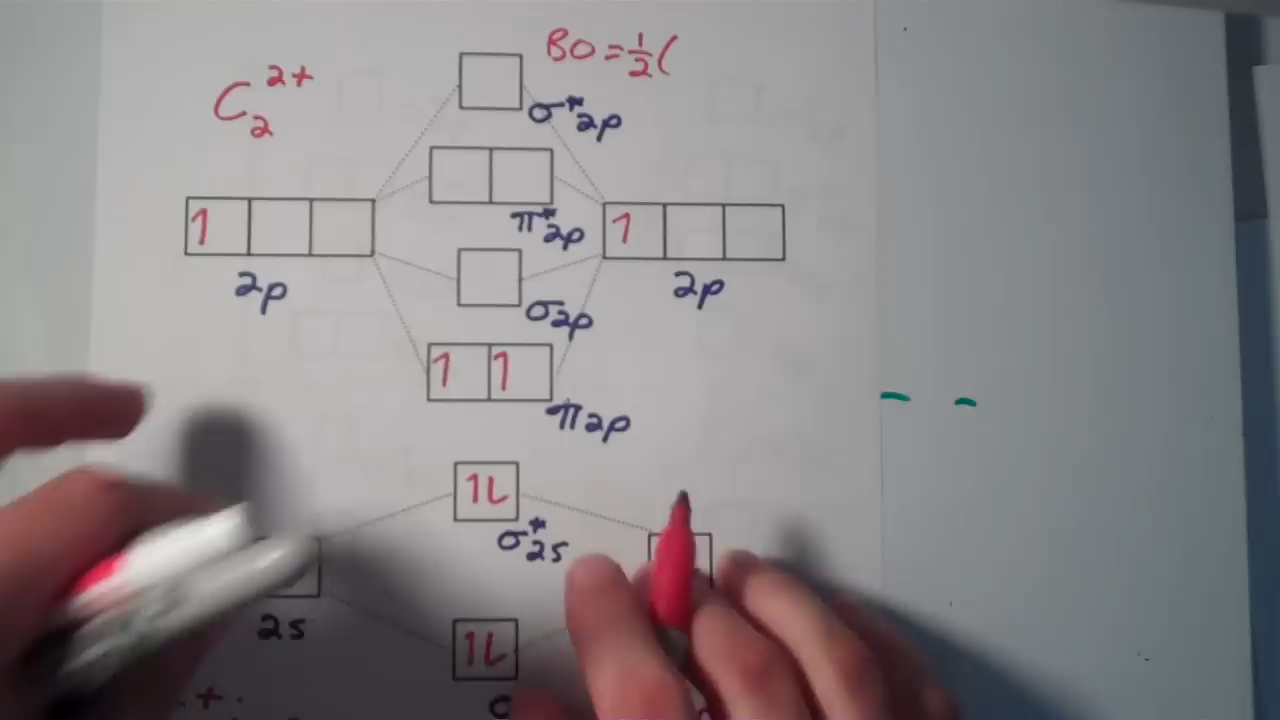 BO = 1/2 (
C₂²⁺
σ*2p
1 1
π*2p
2p 2p
σ2p
1 1
π2p
1L
σ*2s
2s
1L
+